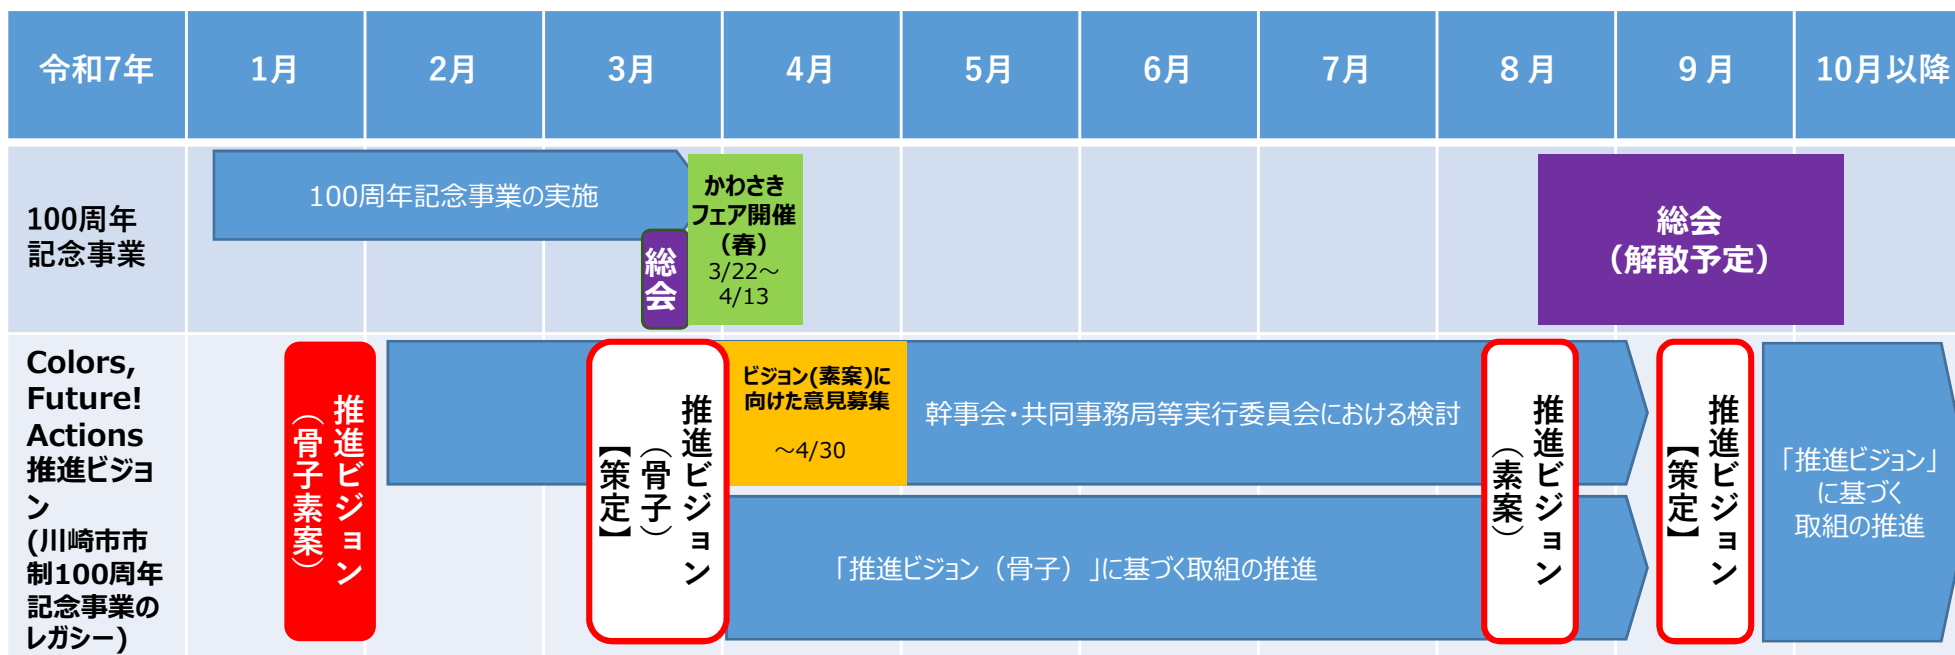 令和7年
1月
2月
3月
4月
5月
6月
7月
8月
9月
10月以降
100周年
記念事業
100周年記念事業の実施
総会
かわさき
フェア開催
（春）
3/22～
4/13
総会
（解散予定）
Colors,
Future!
Actions
推進ビジョ
ン
(川崎市市
制100周年
記念事業の
レガシー)
推進ビジョン
（骨子素案）
推進ビジョン
（骨子）
【策定】
ビジョン(素案)に
向けた意見募集
～4/30
幹事会・共同事務局等実行委員会における検討
「推進ビジョン（骨子）」に基づく取組の推進
推進ビジョン
（素案）
推進ビジョン
【策定】
「推進ビジョン」
に基づく
取組の推進